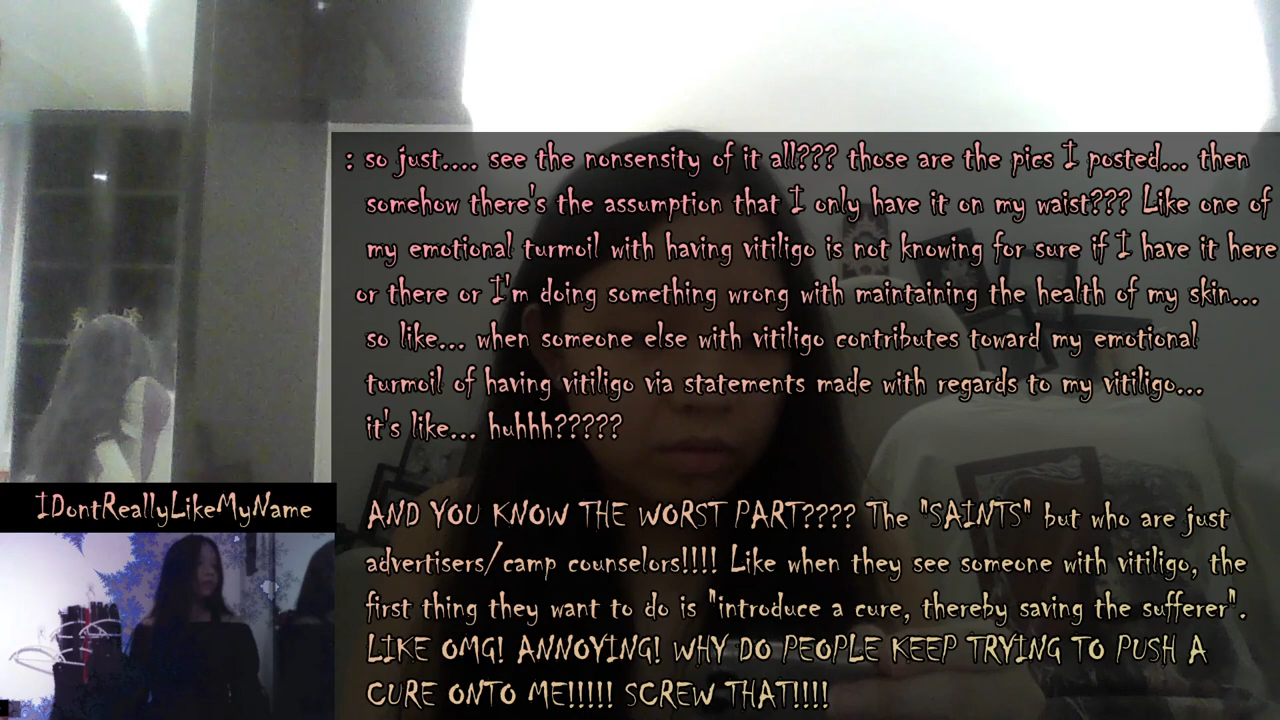 : so just.... see the nonsensity of it all??? those are the pics I posted... then
somehow there's the assumption that I only have it on my waist??? Like one of
my emotional turmoil with having vitiligo is not knowing for sure if I have it here
or there or I'm doing something wrong with maintaining the health of my skin...
so like... when someone else with vitiligo contributes toward my emotional
turmoil of having vitiligo via statements made with regards to my vitiligo...
it's like... huhhh?????
IDontReallyLikeMyName
AND YOU KNOW THE WORST PART???? The "SAINTS" but who are just
advertisers/camp counselors!!!! Like when they see someone with vitiligo, the
first thing they want to do is "introduce a cure, thereby saving the sufferer".
LIKE OMG! ANNOYING! WHY DO PEOPLE KEEP TRYING TO PUSH A
CURE ONTO ME!!!!! SCREW THAT!!!!